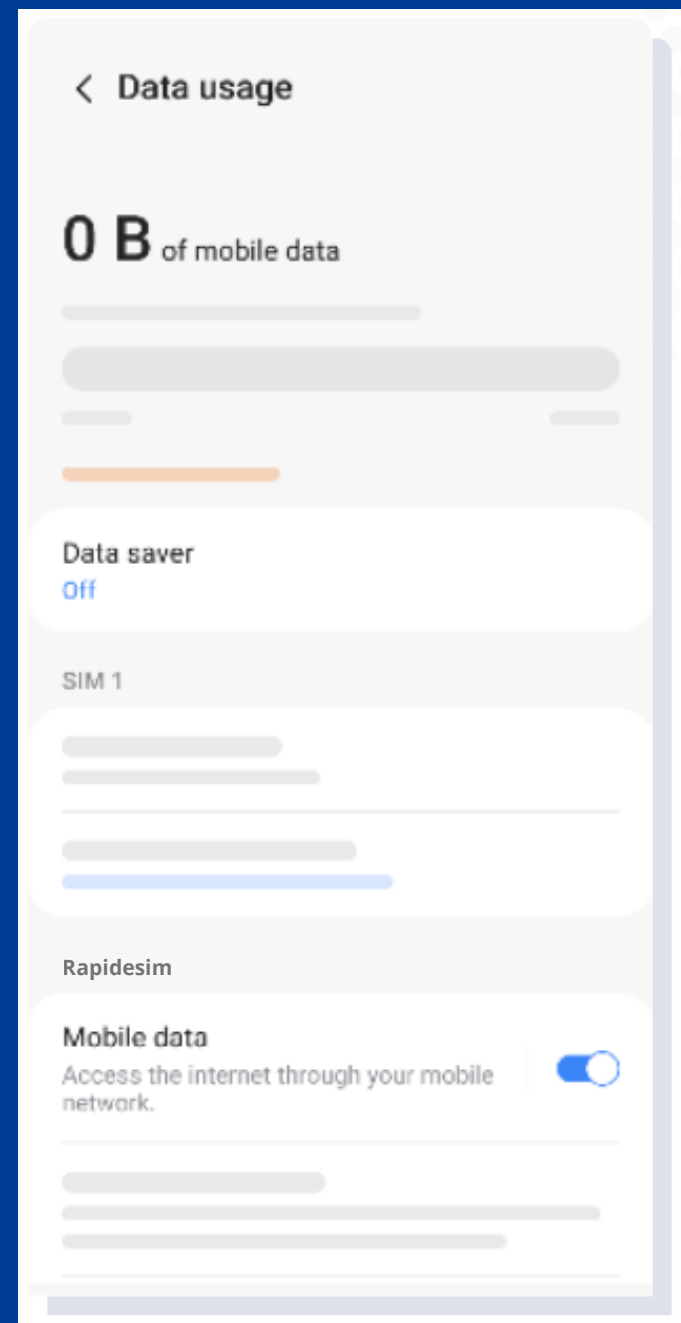 Data usage
0 B of mobile data
Data saver
Off
SIM 1
Rapidesim
Mobile data
Access the internet through your mobile
network.